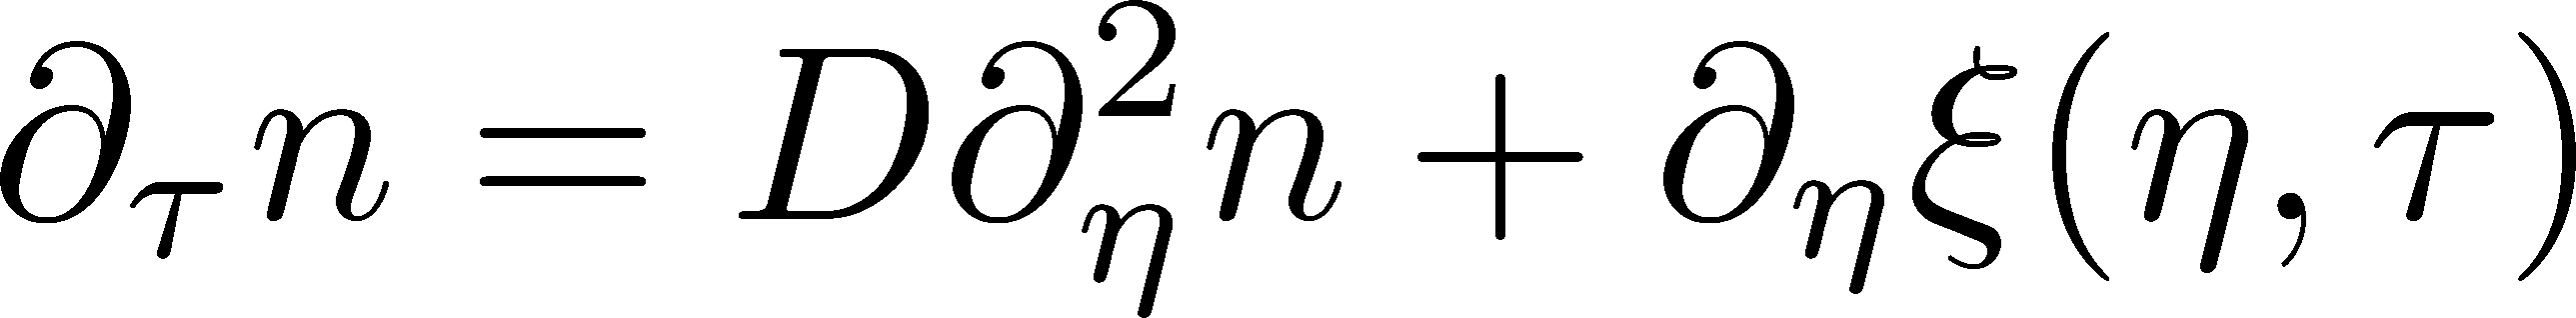 ∂_τ n = D∂_η^2 n + ∂_η ξ(η, τ)